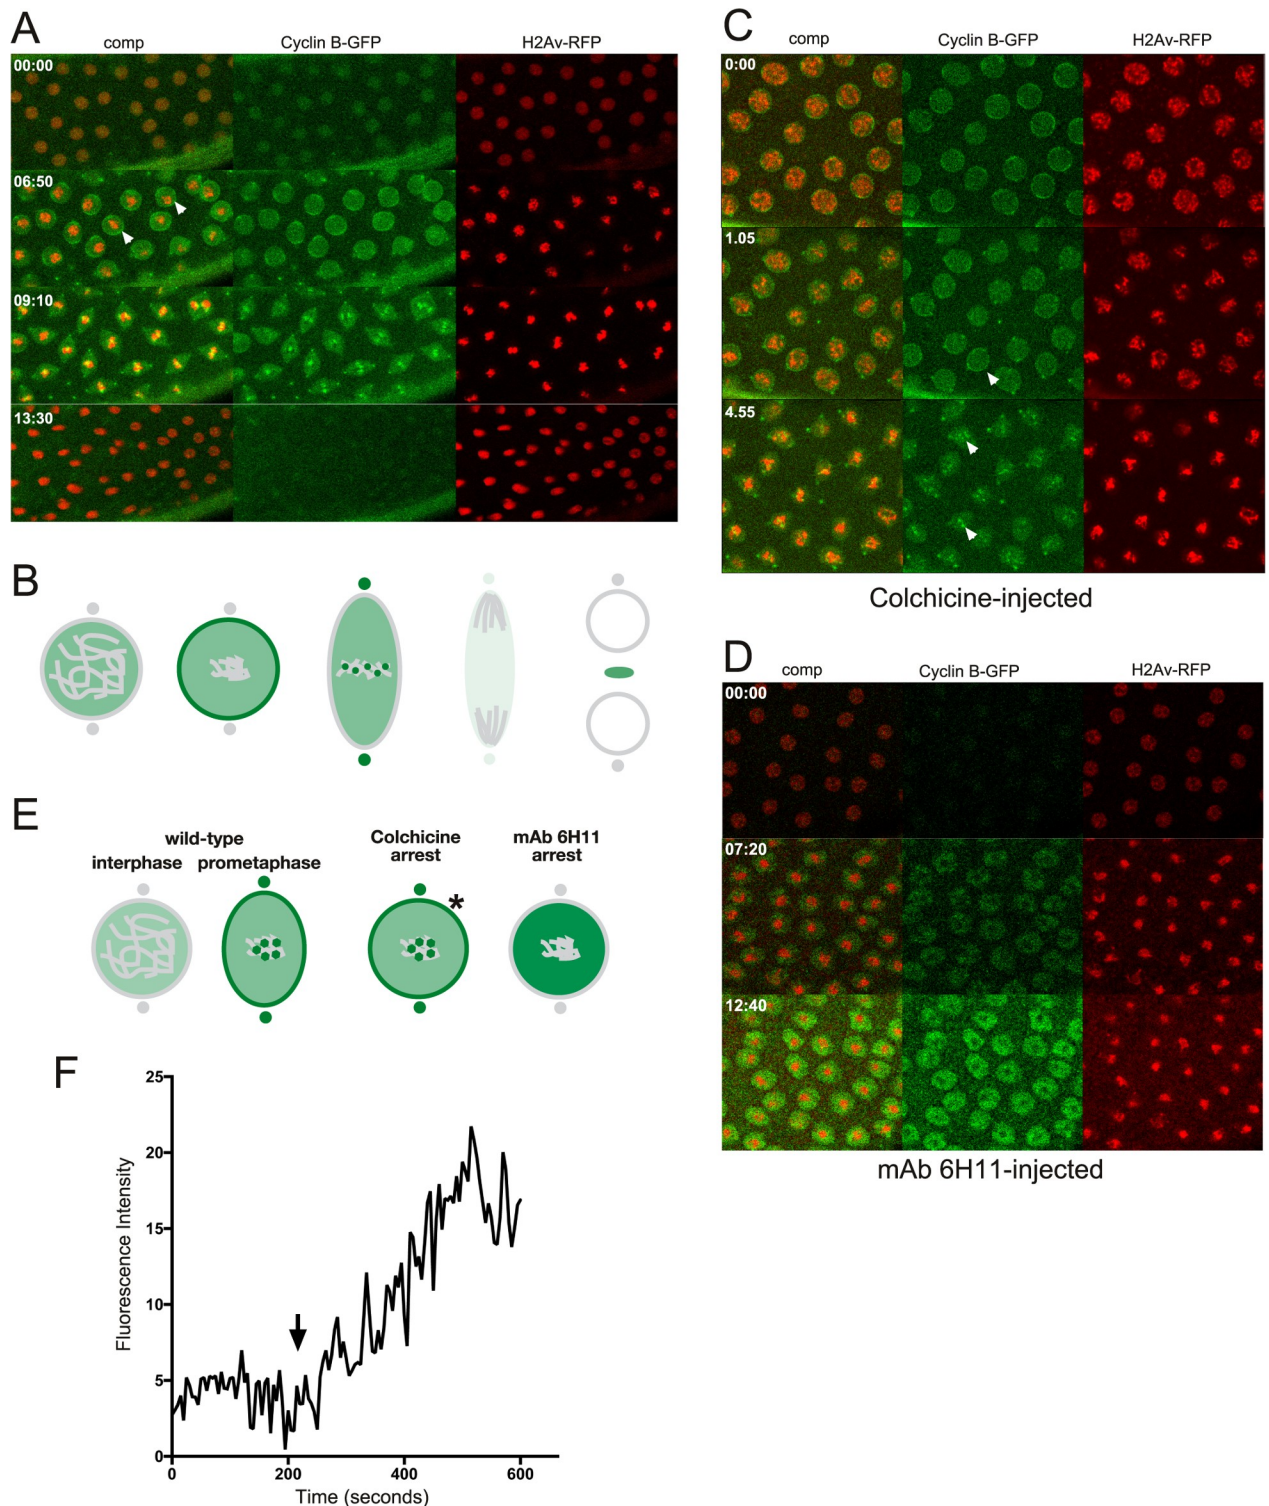 A
comp Cyclin B-GFP H2Av-RFP
00:00
06:50
09:10
13:30
B
C
comp Cyclin B-GFP H2Av-RFP
0:00
1.05
4.55
Colchicine-injected
D
comp Cyclin B-GFP H2Av-RFP
00:00
07:20
12:40
mAb 6H11-injected
E
wild-type
interphase prometaphase
Colchicine
arrest
*
mAb 6H11
arrest
F
Fluorescence Intensity
25
20
15
10
5
0
0 200 400 600
Time (seconds)